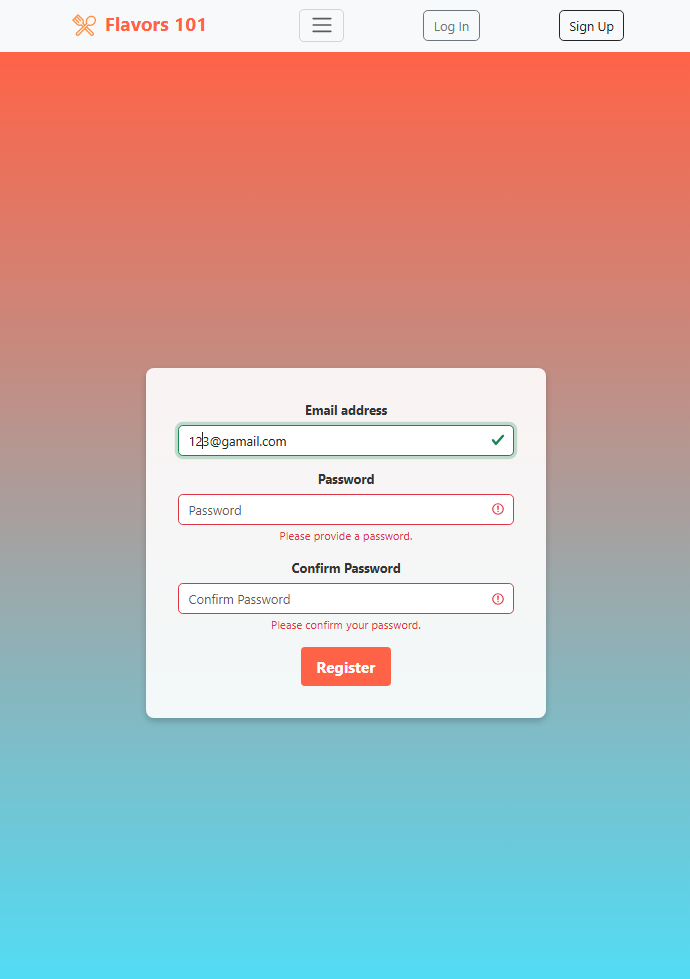 Flavors 101
Log In
Sign Up
Email address
123@gamail.com
Password
Password
Please provide a password.
Confirm Password
Confirm Password
Please confirm your password.
Register